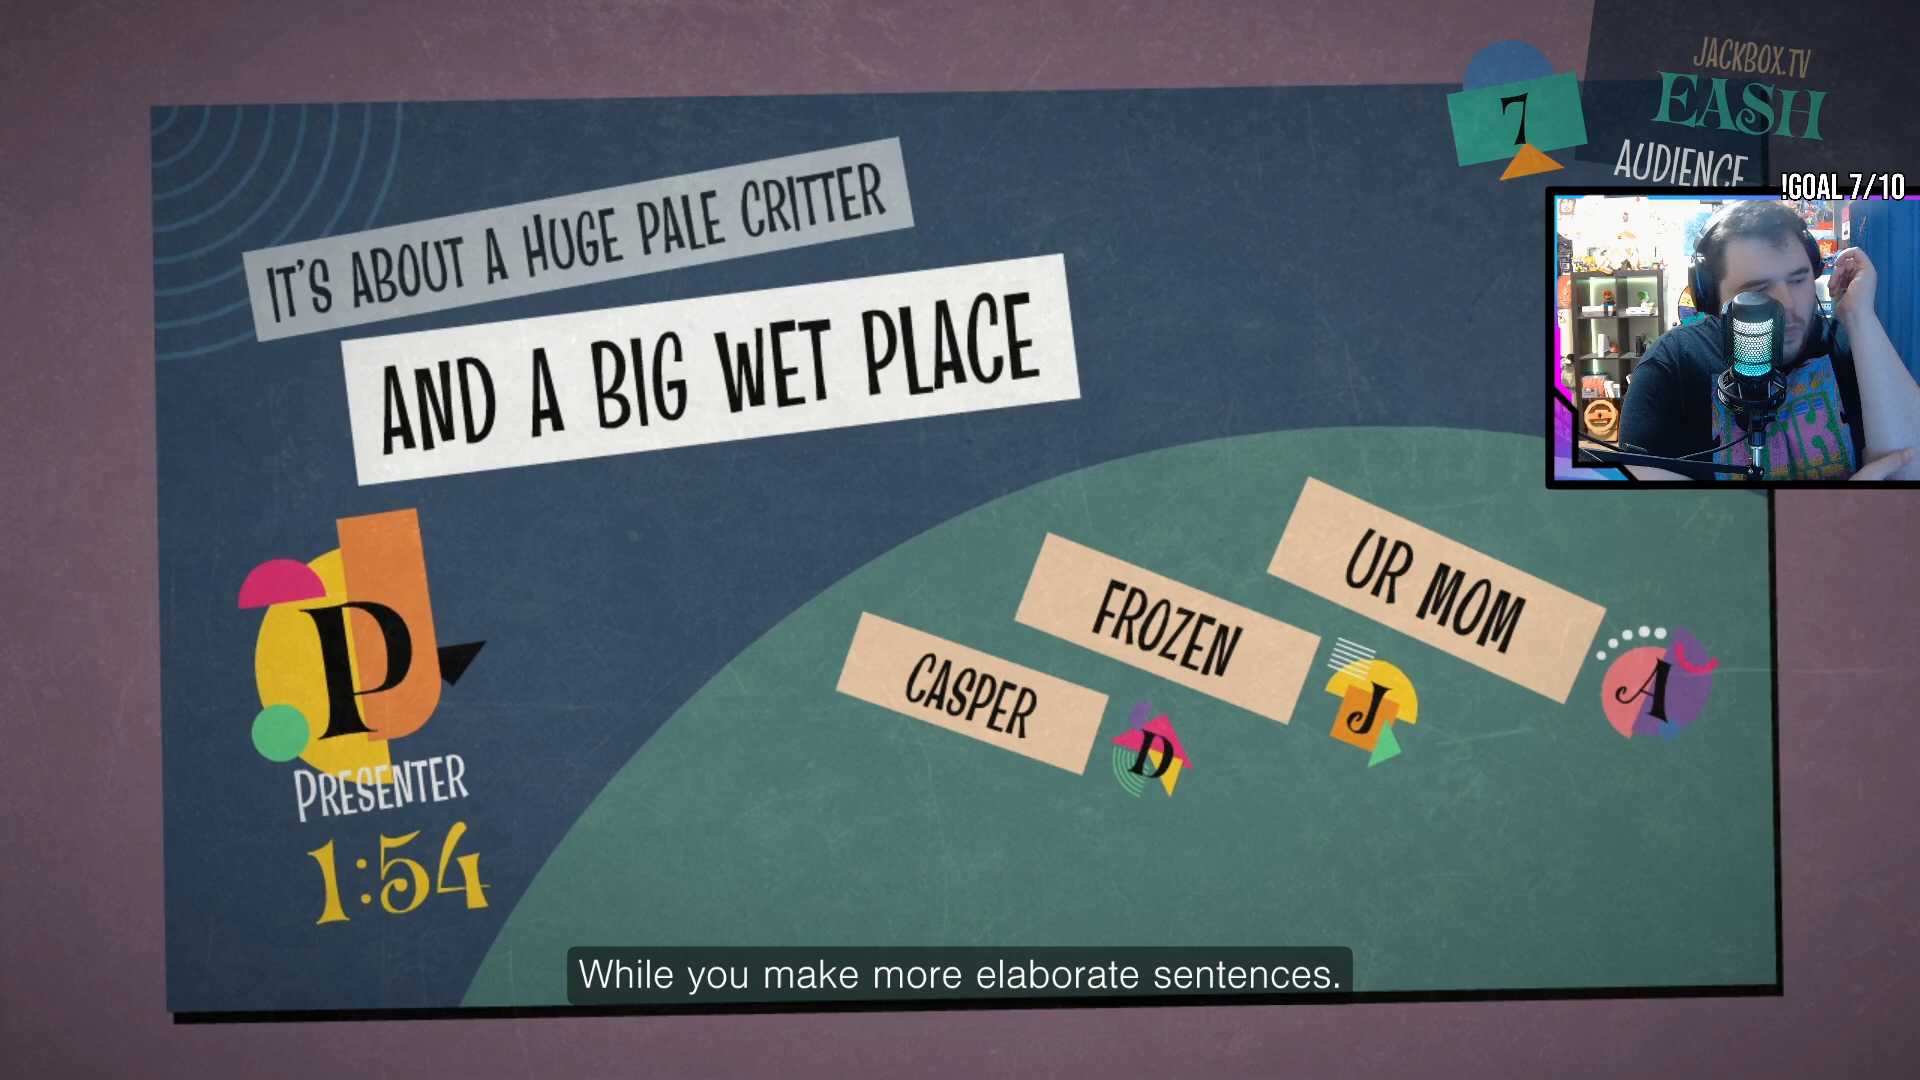 JACKBOX.TV
EASH
7
AUDIENCE
!GOAL 7/10
IT'S ABOUT A HUGE PALE CRITTER
AND A BIG WET PLACE
UR MOM
A
FROZEN
J
CASPER
D
P
PRESENTER
1:54
While you make more elaborate sentences.